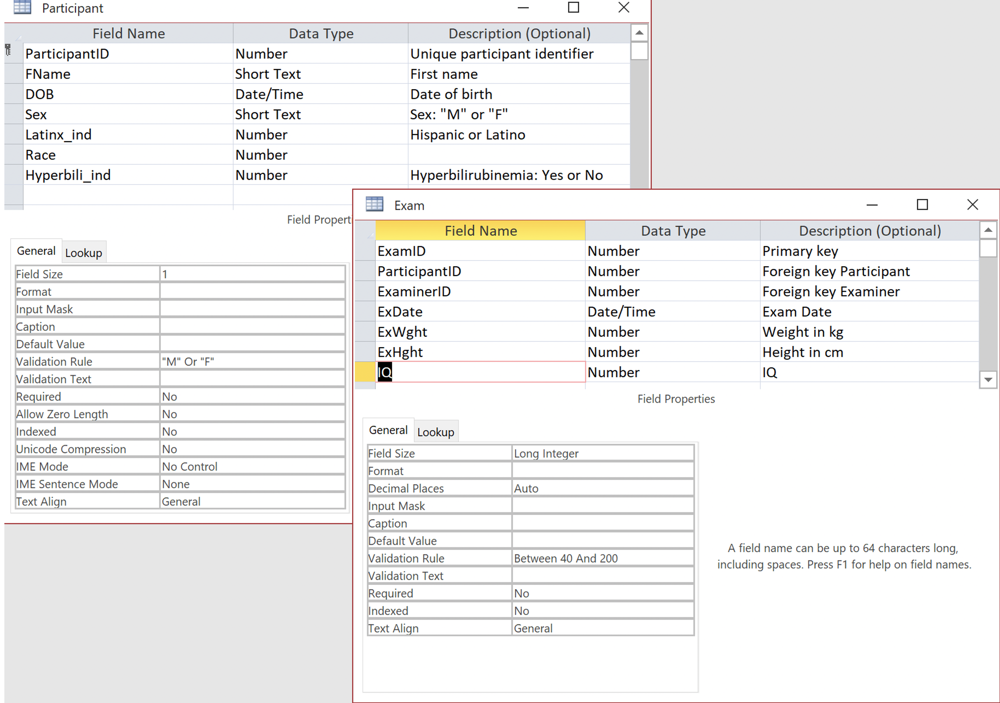 Participant
Field Name Data Type Description (Optional)
ParticipantID Number Unique participant identifier
FName Short Text First name
DOB Date/Time Date of birth
Sex Short Text Sex: "M" or "F"
Latinx_ind Number Hispanic or Latino
Race Number
Hyperbili_ind Number Hyperbilirubinemia: Yes or No
Field Properti
General Lookup
Field Size 1
Format
Input Mask
Caption
Default Value
Validation Rule "M" Or "F"
Validation Text
Required No
Allow Zero Length No
Indexed No
Unicode Compression No
IME Mode No Control
IME Sentence Mode None
Text Align General
Exam
Field Name Data Type Description (Optional)
ExamID Number Primary key
ParticipantID Number Foreign key Participant
ExaminerID Number Foreign key Examiner
ExDate Date/Time Exam Date
ExWght Number Weight in kg
ExHght Number Height in cm
IQ Number IQ
Field Properties
General Lookup
Field Size Long Integer
Format
Decimal Places Auto
Input Mask
Caption
Default Value
Validation Rule Between 40 And 200
Validation Text
Required No
Indexed No
Text Align General
A field name can be up to 64 characters long,
including spaces. Press F1 for help on field names.